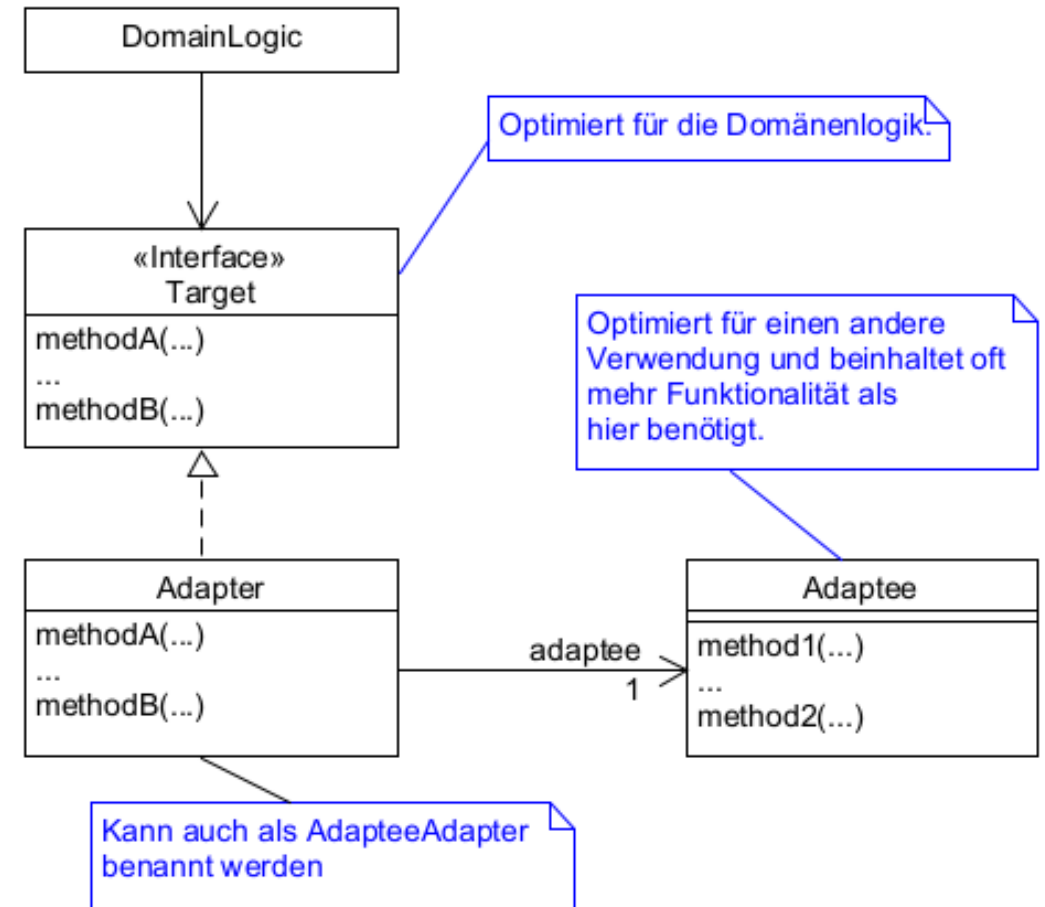 DomainLogic
Optimiert für die Domänenlogik.
«Interface»
Target
methodA(...)
...
methodB(...)
Optimiert für einen andere
Verwendung und beinhaltet oft
mehr Funktionalität als
hier benötigt.
Adapter
methodA(...)
...
methodB(...)
adaptee
1
Adaptee
method1(...)
...
method2(...)
Kann auch als AdapteeAdapter
benannt werden